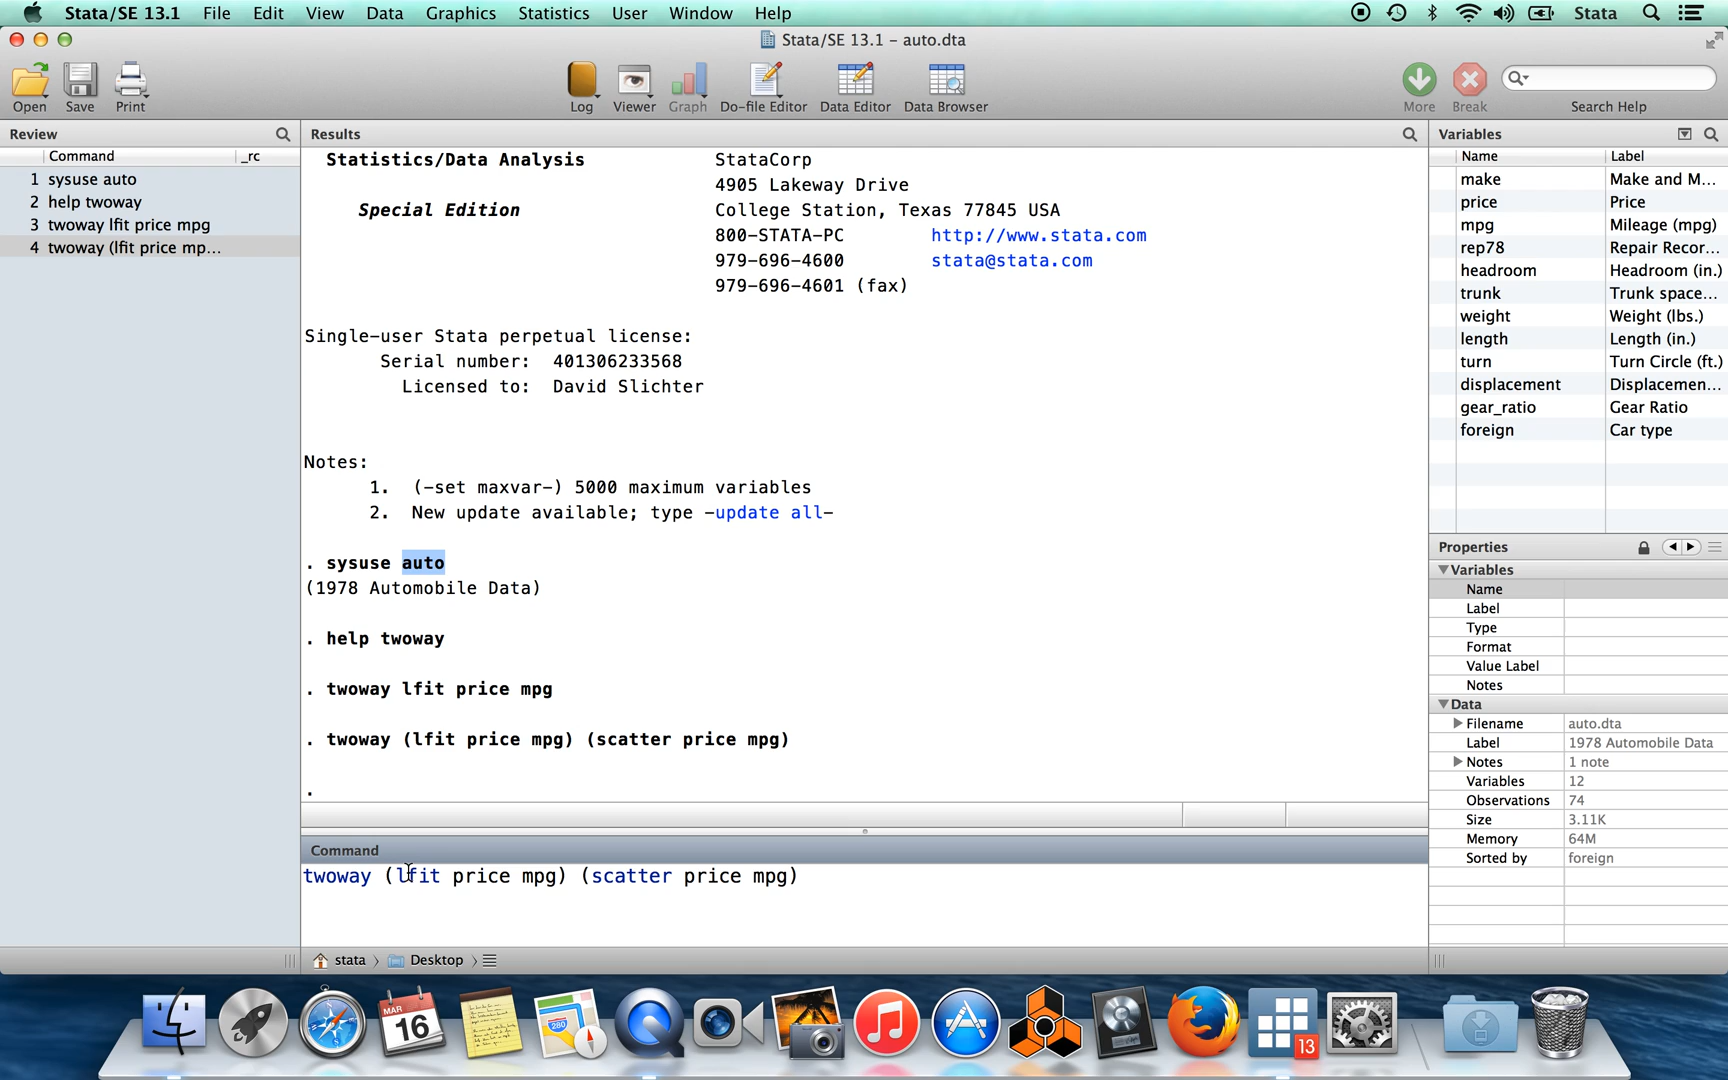 Stata/SE 13.1 File Edit View Data Graphics Statistics User Window Help Stata
Stata/SE 13.1 – auto.dta
Open Save Print Log Viewer Graph Do-file Editor Data Editor Data Browser More Break Search Help
Review
Command _rc
1 sysuse auto
2 help twoway
3 twoway lfit price mpg
4 twoway (lfit price mp...
Results
Statistics/Data Analysis StataCorp
4905 Lakeway Drive
Special Edition College Station, Texas 77845 USA
800-STATA-PC http://www.stata.com
979-696-4600 stata@stata.com
979-696-4601 (fax)
Single-user Stata perpetual license:
Serial number: 401306233568
Licensed to: David Slichter
Notes:
1. (-set maxvar-) 5000 maximum variables
2. New update available; type -update all-
. sysuse auto
(1978 Automobile Data)
. help twoway
. twoway lfit price mpg
. twoway (lfit price mpg) (scatter price mpg)
.
Command
twoway (lfit price mpg) (scatter price mpg)
stata Desktop
Variables
Name Label
make Make and M...
price Price
mpg Mileage (mpg)
rep78 Repair Recor...
headroom Headroom (in.)
trunk Trunk space...
weight Weight (lbs.)
length Length (in.)
turn Turn Circle (ft.)
displacement Displacemen...
gear_ratio Gear Ratio
foreign Car type
Properties
Variables
Name
Label
Type
Format
Value Label
Notes
Data
Filename auto.dta
Label 1978 Automobile Data
Notes 1 note
Variables 12
Observations 74
Size 3.11K
Memory 64M
Sorted by foreign
MAR
16
280
13